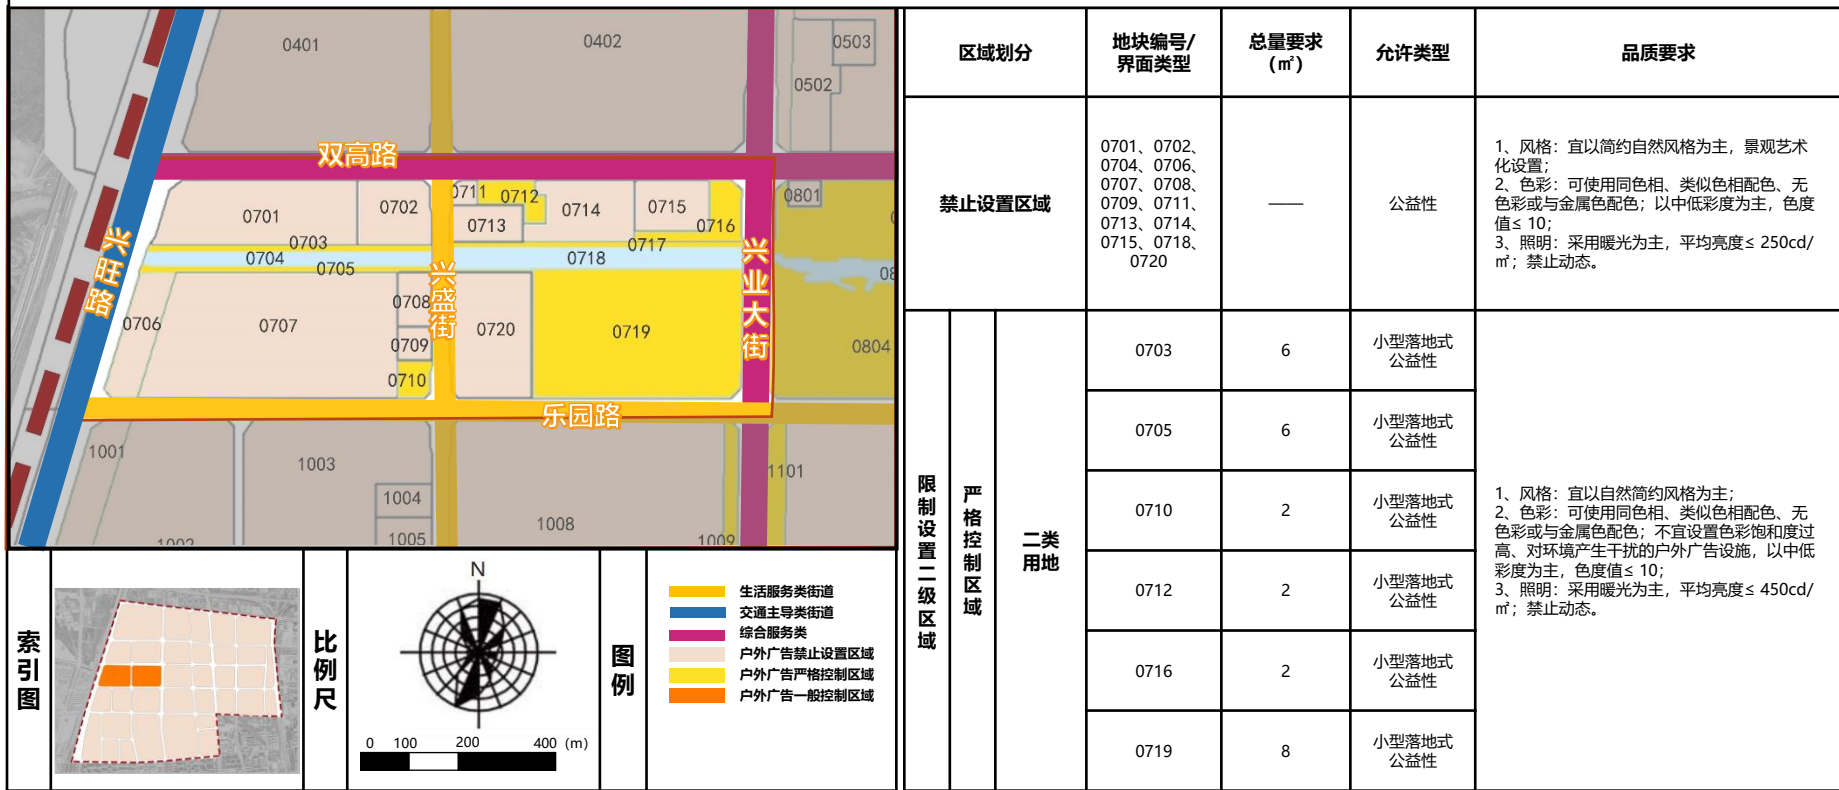 0401
0402
0503
0502
双高路
0701
0702
0711
0712
0713
0714
0715
0716
0801
0703
0717
0704
0705
0718
兴旺路
兴盛街
兴业大街
0706
0707
0708
0709
0710
0720
0719
0804
乐园路
1001
1003
1004
1005
1008
1009
1101
索引图
比例尺
N
0 100 200 400 (m)
图例
生活服务类街道
交通主导类街道
综合服务类
户外广告禁止设置区域
户外广告严格控制区域
户外广告一般控制区域
区域划分
地块编号/
界面类型
总量要求
(㎡)
允许类型
品质要求
禁止设置区域
0701、0702、
0704、0706、
0707、0708、
0709、0711、
0713、0714、
0715、0718、
0720
——
公益性
1、风格：宜以简约自然风格为主，景观艺术
化设置；
2、色彩：可使用同色相、类似色相配色、无
色彩或与金属色配色；以中低彩度为主，色度
值≤ 10；
3、照明：采用暖光为主，平均亮度≤ 250cd/
㎡；禁止动态。
限制设置二级区域
严格控制区域
二类
用地
0703
6
小型落地式
公益性
0705
6
小型落地式
公益性
0710
2
小型落地式
公益性
0712
2
小型落地式
公益性
0716
2
小型落地式
公益性
0719
8
小型落地式
公益性
1、风格：宜以自然简约风格为主；
2、色彩：可使用同色相、类似色相配色、无
色彩或与金属色配色；不宜设置色彩饱和度过
高、对环境产生干扰的户外广告设施，以中低
彩度为主，色度值≤ 10；
3、照明：采用暖光为主，平均亮度≤ 450cd/
㎡；禁止动态。